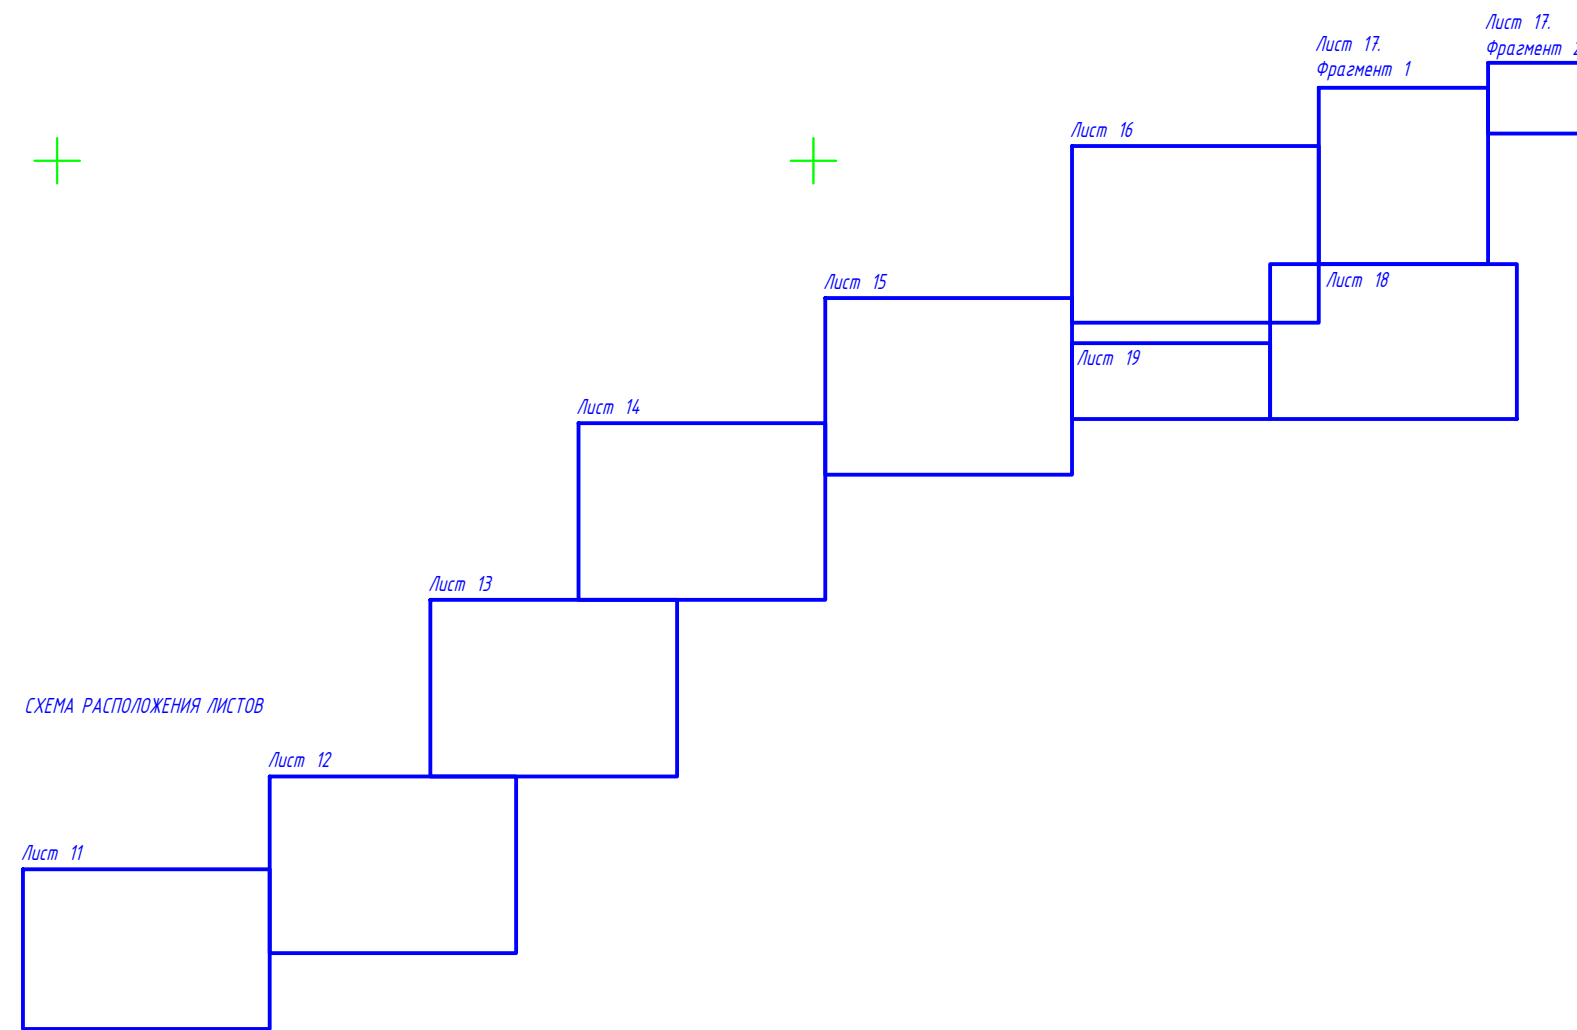 Лист 17.
Фрагмент 2
Лист 17.
Фрагмент 1
Лист 16
Лист 18
Лист 15
Лист 19
Лист 14
Лист 13
СХЕМА РАСПОЛОЖЕНИЯ ЛИСТОВ
Лист 12
Лист 11